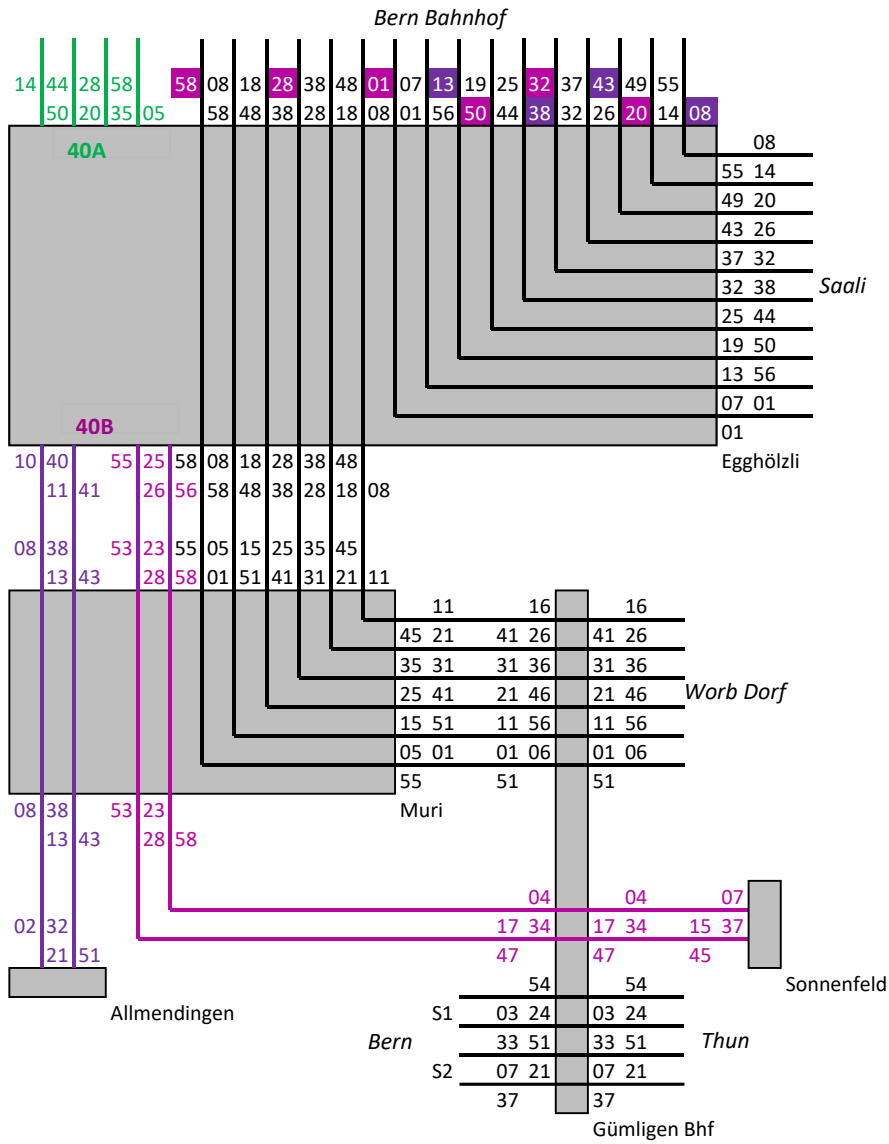 Bern Bahnhof
14 44 28 58 58 08 18 28 38 48 01 07 13 19 25 32 37 43 49 55
50 20 35 05 58 48 38 28 18 08 01 56 50 44 38 32 26 20 14 08
40A
08
55 14
49 20
43 26
37 32
32 38
Saali
25 44
19 50
13 56
07 01
40B
01
Egghölzli
10 40 55 25 58 08 18 28 38 48
11 41 26 56 58 48 38 28 18 08
08 38 53 23 55 05 15 25 35 45
13 43 28 58 01 51 41 31 21 11
11 16 16
45 21 41 26 41 26
35 31 31 36 31 36
25 41 21 46 21 46
Worb Dorf
15 51 11 56 11 56
05 01 01 06 01 06
55 51 51
Muri
08 38 53 23
13 43 28 58
04 04 07
02 32 17 34 17 34 15 37
21 51 47 47 45
Sonnenfeld
Allmendingen
54 54
S1 03 24 03 24
Bern 33 51 33 51 Thun
S2 07 21 07 21
37 37
Gümligen Bhf